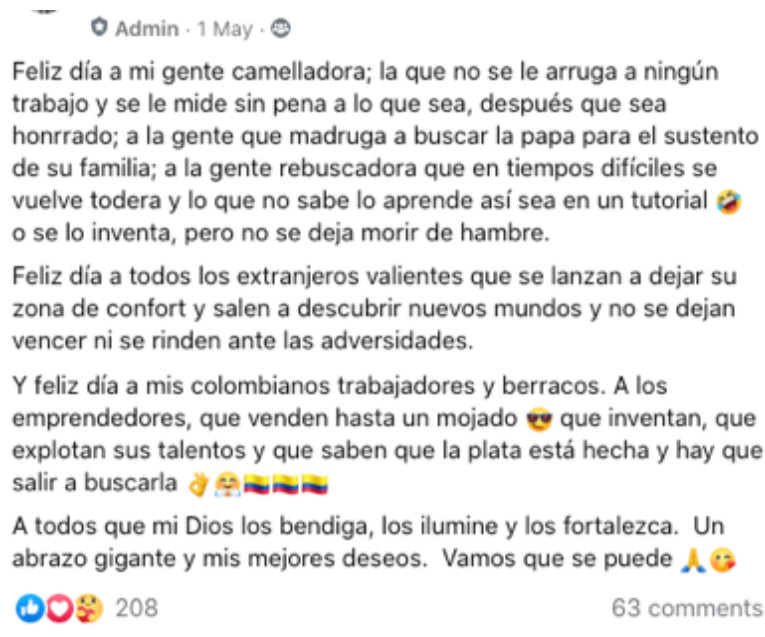 Admin · 1 May ·
Feliz día a mi gente camelladora; la que no se le arruga a ningún
trabajo y se le mide sin pena a lo que sea, después que sea
honrrado; a la gente que madruga a buscar la papa para el sustento
de su familia; a la gente rebuscadora que en tiempos difíciles se
vuelve todera y lo que no sabe lo aprende así sea en un tutorial 🤣
o se lo inventa, pero no se deja morir de hambre.
Feliz día a todos los extranjeros valientes que se lanzan a dejar su
zona de confort y salen a descubrir nuevos mundos y no se dejan
vencer ni se rinden ante las adversidades.
Y feliz día a mis colombianos trabajadores y berracos. A los
emprendedores, que venden hasta un mojado 😎 que inventan, que
explotan sus talentos y que saben que la plata está hecha y hay que
salir a buscarla 👌😤🇨🇴🇨🇴🇨🇴
A todos que mi Dios los bendiga, los ilumine y los fortalezca.  Un
abrazo gigante y mis mejores deseos.  Vamos que se puede 🙏😋
208
63 comments